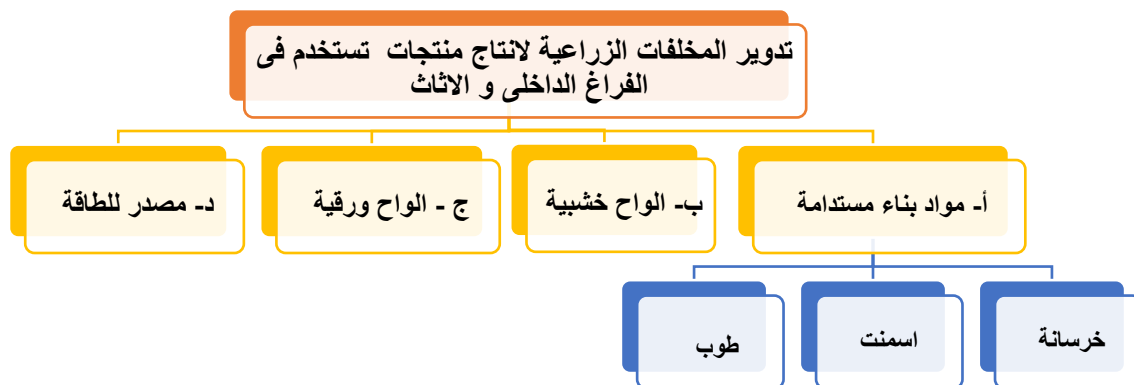 تدوير المخلفات الزراعية لانتاج منتجات تستخدم فى
الفراغ الداخلى و الاثاث
أ- مواد بناء مستدامة
ب- الواح خشبية
ج - الواح ورقية
د- مصدر للطاقة
خرسانة
اسمنت
طوب